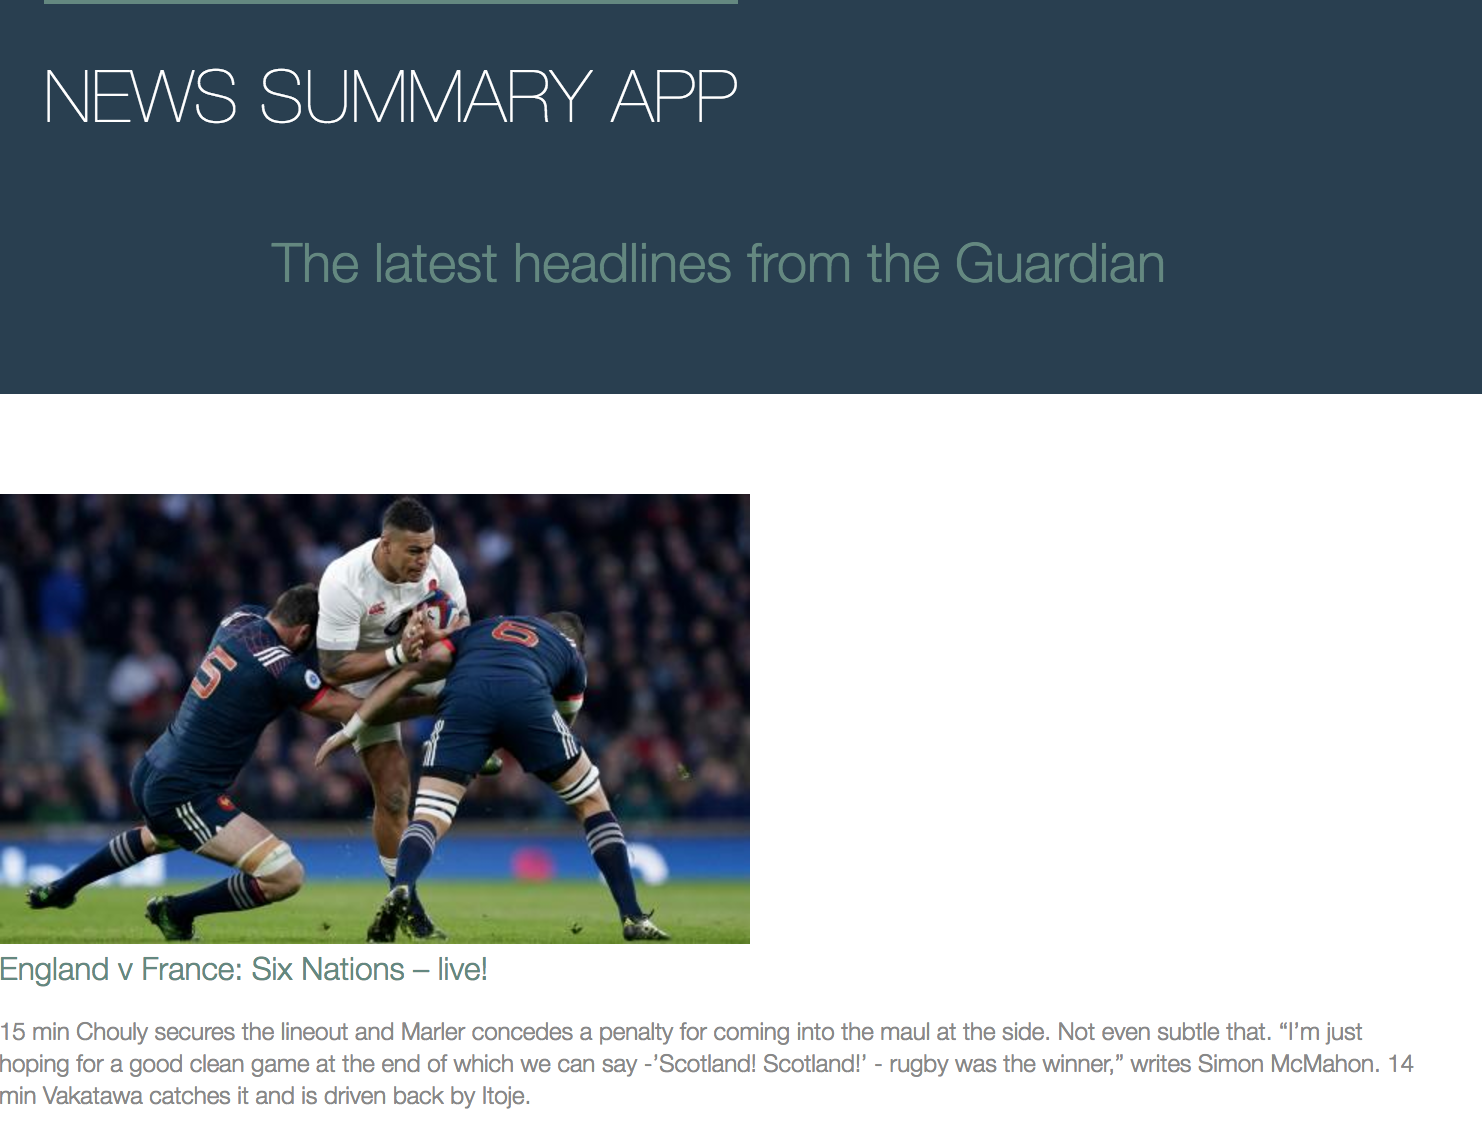 NEWS SUMMARY APP
The latest headlines from the Guardian
5
6
England v France: Six Nations – live!
15 min Chouly secures the lineout and Marler concedes a penalty for coming into the maul at the side. Not even subtle that. “I’m just
hoping for a good clean game at the end of which we can say -’Scotland! Scotland!’ - rugby was the winner,” writes Simon McMahon. 14
min Vakatawa catches it and is driven back by Itoje.